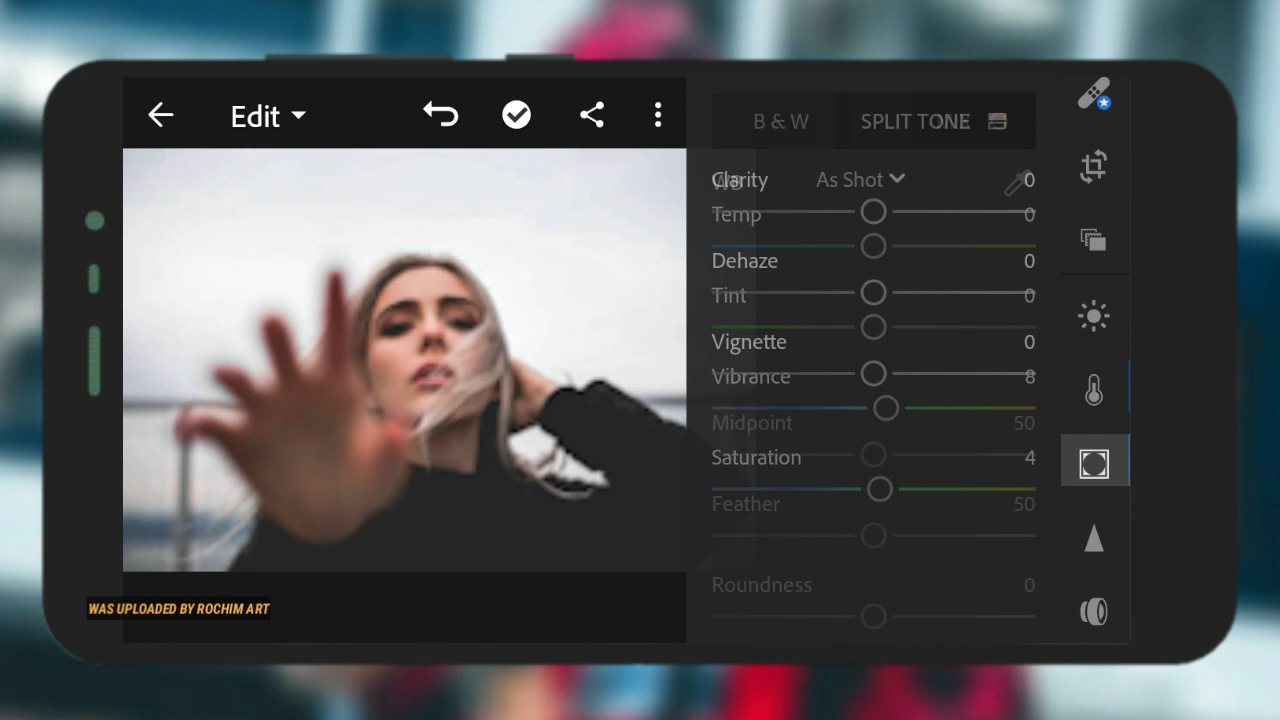 Edit
B & W SPLIT TONE
Clarity 0
WB As Shot
Temp 0
Dehaze 0
Tint 0
Vignette 0
Vibrance 8
Midpoint 50
Saturation 4
Feather 50
Roundness 0
WAS UPLOADED BY ROCHIM ART